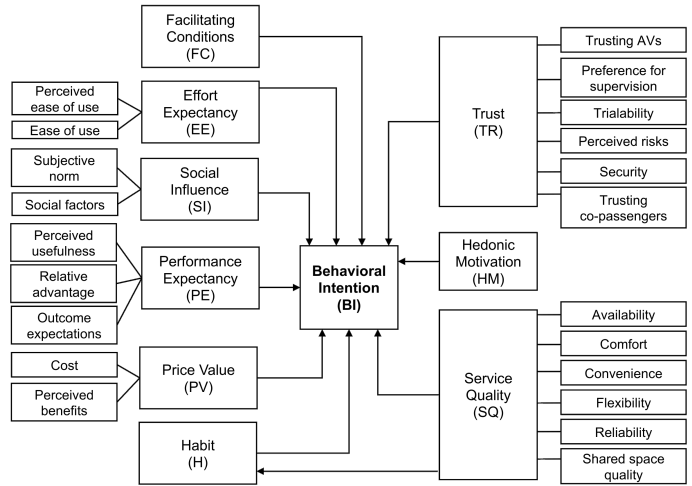 Facilitating
Conditions
(FC)
Perceived
ease of use
Ease of use
Effort
Expectancy
(EE)
Subjective
norm
Social factors
Social
Influence
(SI)
Perceived
usefulness
Relative
advantage
Outcome
expectations
Performance
Expectancy
(PE)
Cost
Perceived
benefits
Price Value
(PV)
Habit
(H)
Behavioral
Intention
(BI)
Trust
(TR)
Trusting AVs
Preference for
supervision
Trialability
Perceived risks
Security
Trusting
co-passengers
Hedonic
Motivation
(HM)
Service
Quality
(SQ)
Availability
Comfort
Convenience
Flexibility
Reliability
Shared space
quality